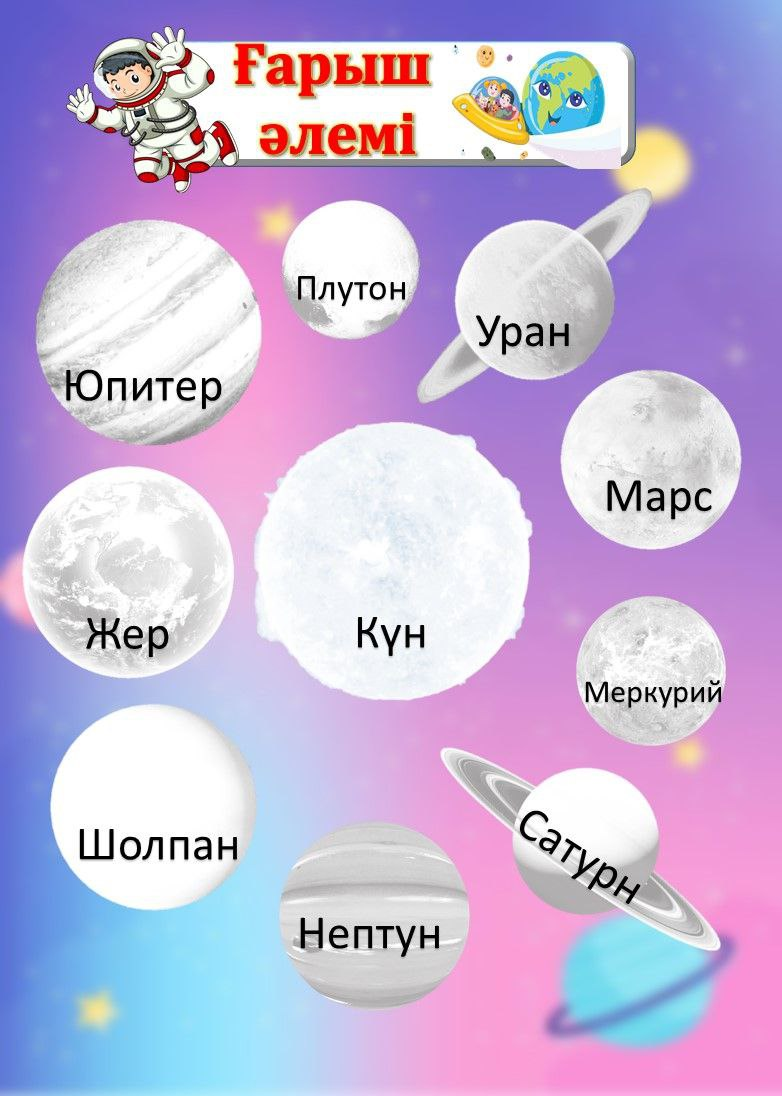 Ғарыш
әлемі
Плутон
Уран
Юпитер
Марс
Жер
Күн
Меркурий
Шолпан
Сатурн
Нептун